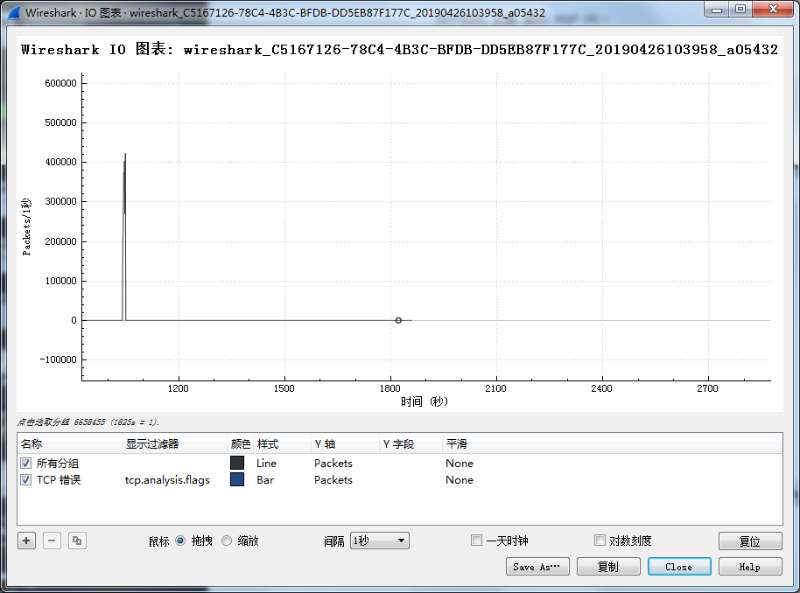 Wireshark · IO 图表 · wireshark_C5167126-78C4-4B3C-BFDB-DD5EB87F177C_20190426103958_a05432
Wireshark IO 图表: wireshark_C5167126-78C4-4B3C-BFDB-DD5EB87F177C_20190426103958_a05432
600000
500000
400000
300000
200000
100000
0
-100000
Packets/1秒
1200 1500 1800 2100 2400 2700
时间 (秒)
点击选取分组 6658455 (1825s = 1).
名称 显示过滤器 颜色 样式 Y 轴 Y 字段 平滑
所有分组 Line Packets None
TCP 错误 tcp.analysis.flags Bar Packets None
鼠标 拖拽 缩放 间隔 1秒 一天时钟 对数刻度 复位
Save As… 复制 Close Help